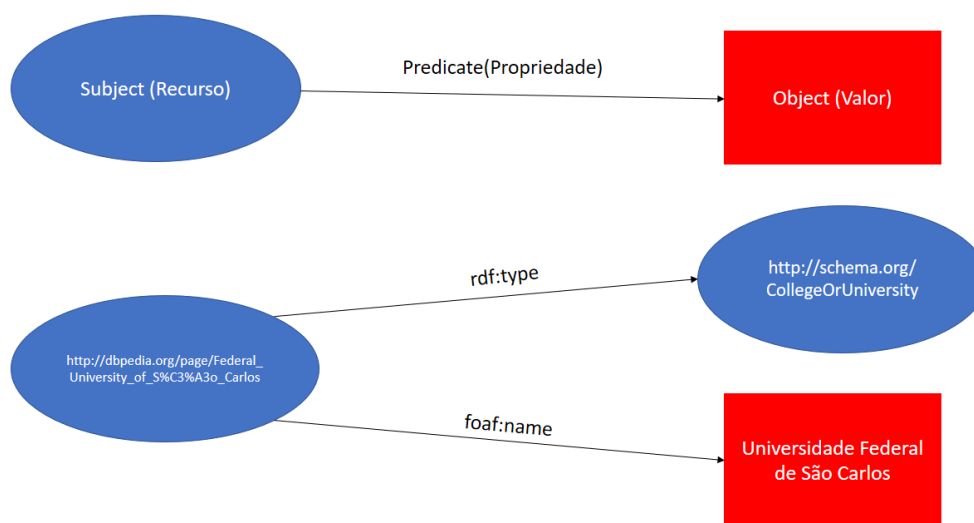 Subject (Recurso)
Predicate(Propriedade)
Object (Valor)
http://dbpedia.org/page/Federal_
University_of_S%C3%A3o_Carlos
rdf:type
http://schema.org/
CollegeOrUniversity
foaf:name
Universidade Federal
de São Carlos